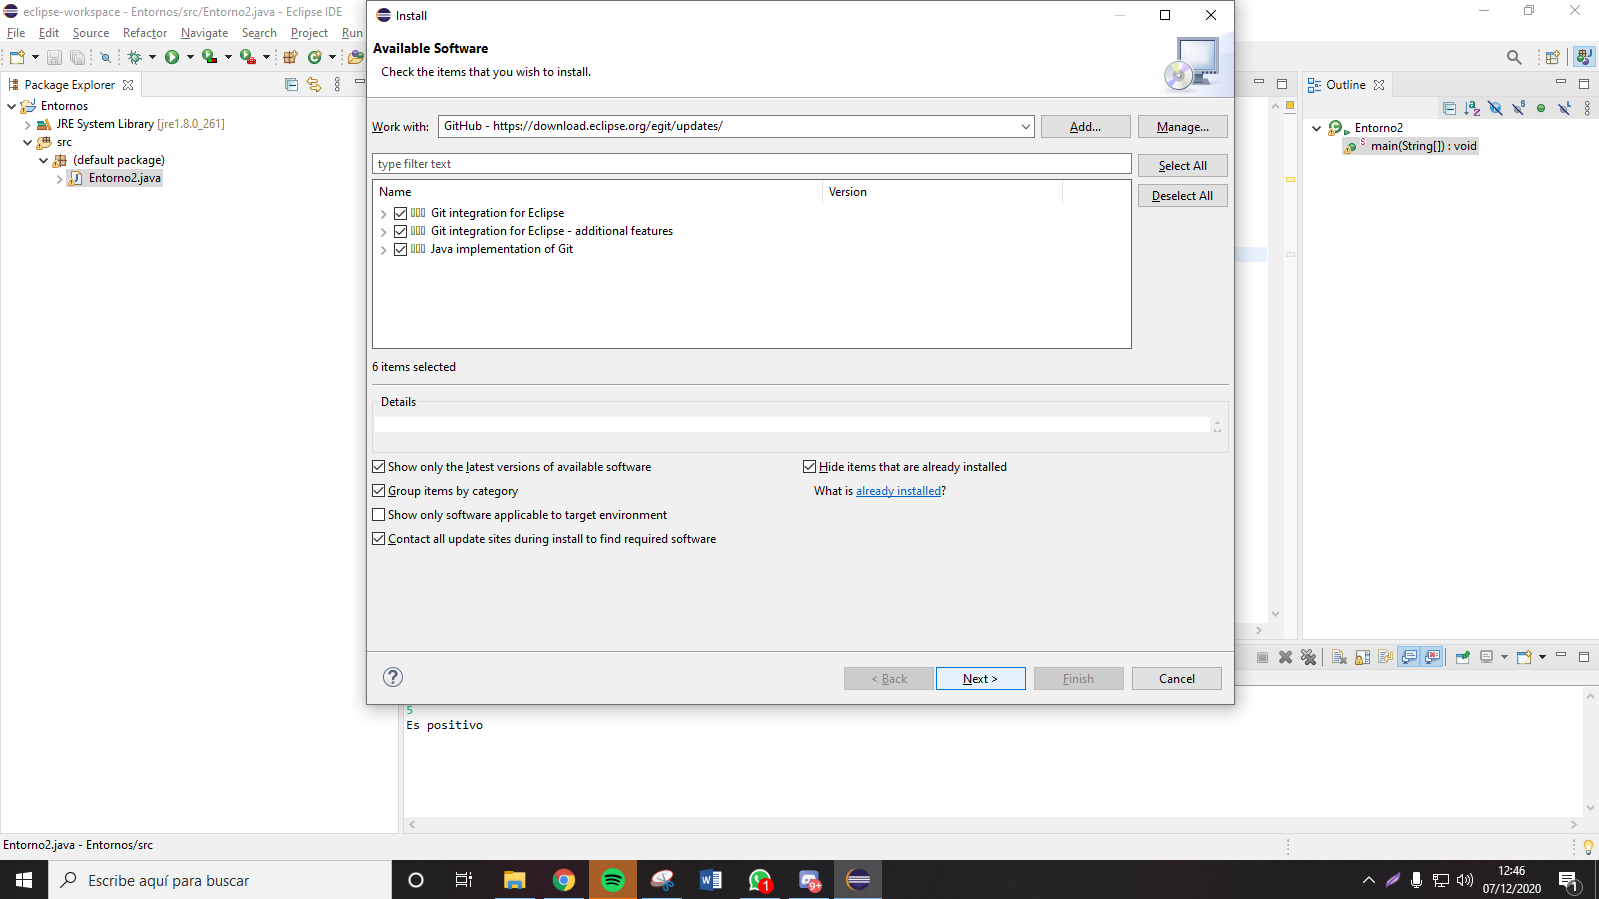 eclipse-workspace - Entornos/src/Entorno2.java - Eclipse IDE
File Edit Source Refactor Navigate Search Project Run
Package Explorer
Entornos
JRE System Library [jre1.8.0_261]
src
(default package)
Entorno2.java
Install
Available Software
Check the items that you wish to install.
Work with: GitHub - https://download.eclipse.org/egit/updates/ Add... Manage...
type filter text Select All
Deselect All
Name Version
Git integration for Eclipse
Git integration for Eclipse - additional features
Java implementation of Git
6 items selected
Details
Show only the latest versions of available software Hide items that are already installed
Group items by category What is already installed?
Show only software applicable to target environment
Contact all update sites during install to find required software
? < Back Next > Finish Cancel
Outline
Entorno2
main(String[]) : void
5
Es positivo
Entorno2.java - Entornos/src
Escribe aquí para buscar
1
9+
12:46
07/12/2020
1